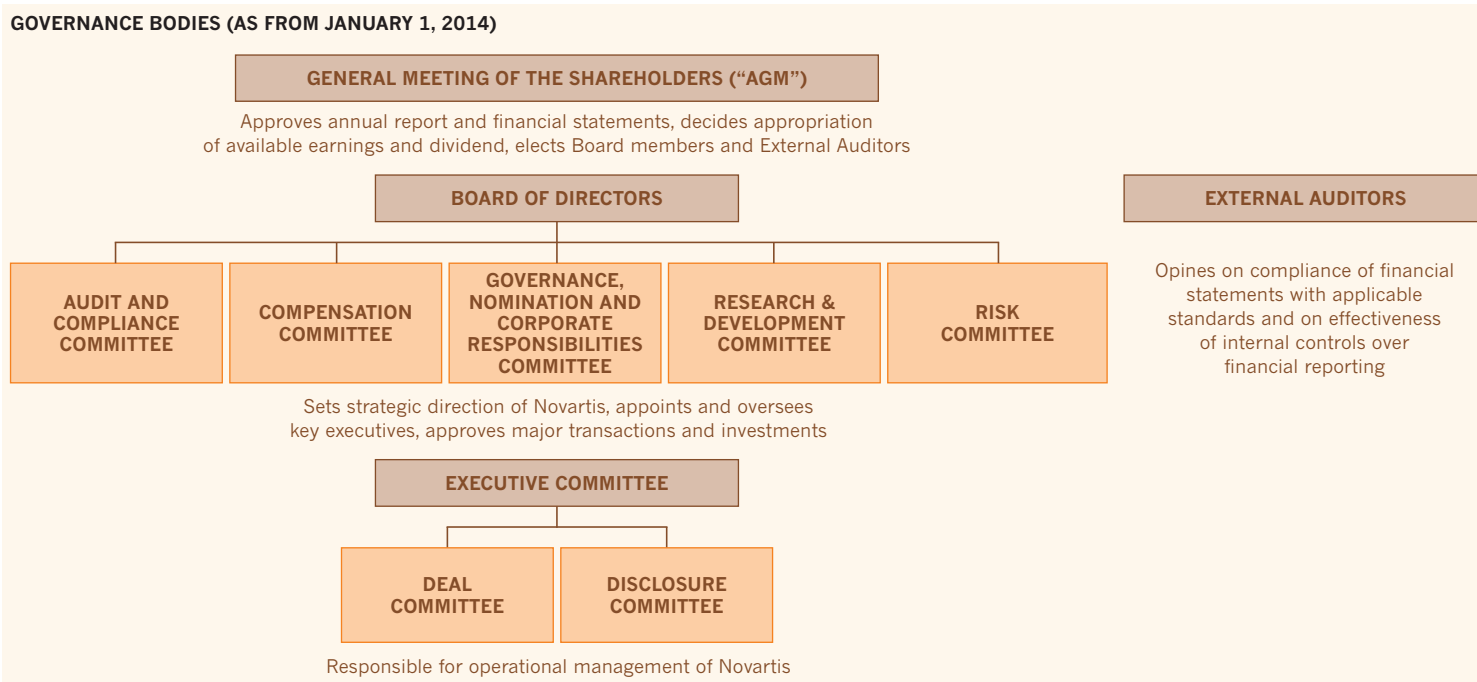 GOVERNANCE BODIES (AS FROM JANUARY 1, 2014)
GENERAL MEETING OF THE SHAREHOLDERS (“AGM”)
Approves annual report and financial statements, decides appropriation
of available earnings and dividend, elects Board members and External Auditors
BOARD OF DIRECTORS
AUDIT AND
COMPLIANCE
COMMITTEE
COMPENSATION
COMMITTEE
GOVERNANCE,
NOMINATION AND
CORPORATE
RESPONSIBILITIES
COMMITTEE
RESEARCH &
DEVELOPMENT
COMMITTEE
RISK
COMMITTEE
Sets strategic direction of Novartis, appoints and oversees
key executives, approves major transactions and investments
EXTERNAL AUDITORS
Opines on compliance of financial
statements with applicable
standards and on effectiveness
of internal controls over
financial reporting
EXECUTIVE COMMITTEE
DEAL
COMMITTEE
DISCLOSURE
COMMITTEE
Responsible for operational management of Novartis